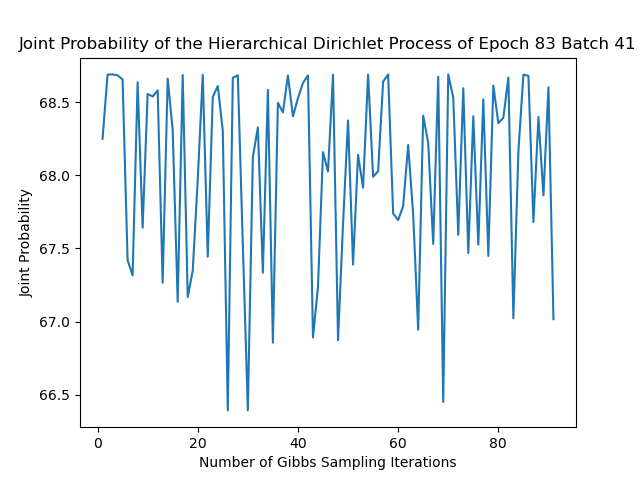 Joint Probability of the Hierarchical Dirichlet Process of Epoch 83 Batch 41
68.5
68.0
67.5
67.0
66.5
Joint Probability
0 20 40 60 80
Number of Gibbs Sampling Iterations